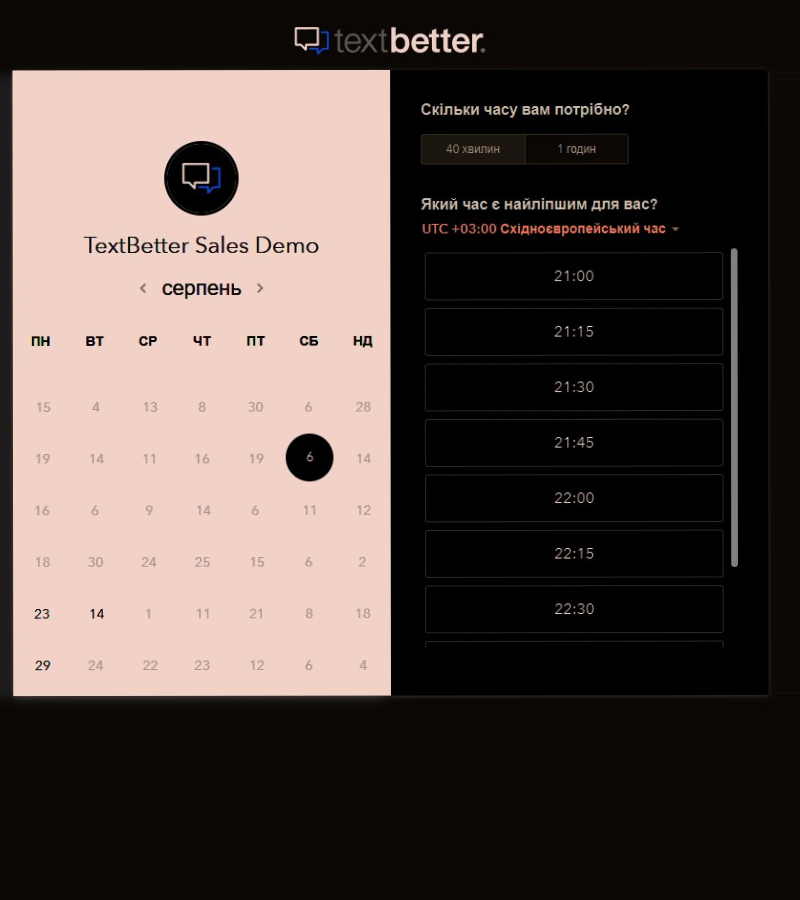 textbetter.
TextBetter Sales Demo
серпень
ПН ВТ СР ЧТ ПТ СБ НД
15 4 13 8 30 6 28
19 14 11 16 19 6 14
16 6 9 14 6 11 12
18 30 24 25 15 6 2
23 14 1 11 21 8 18
29 24 22 23 12 6 4
Скільки часу вам потрібно?
40 хвилин 1 годин
Який час є найліпшим для вас?
UTC +03:00 Східноєвропейський час
21:00
21:15
21:30
21:45
22:00
22:15
22:30